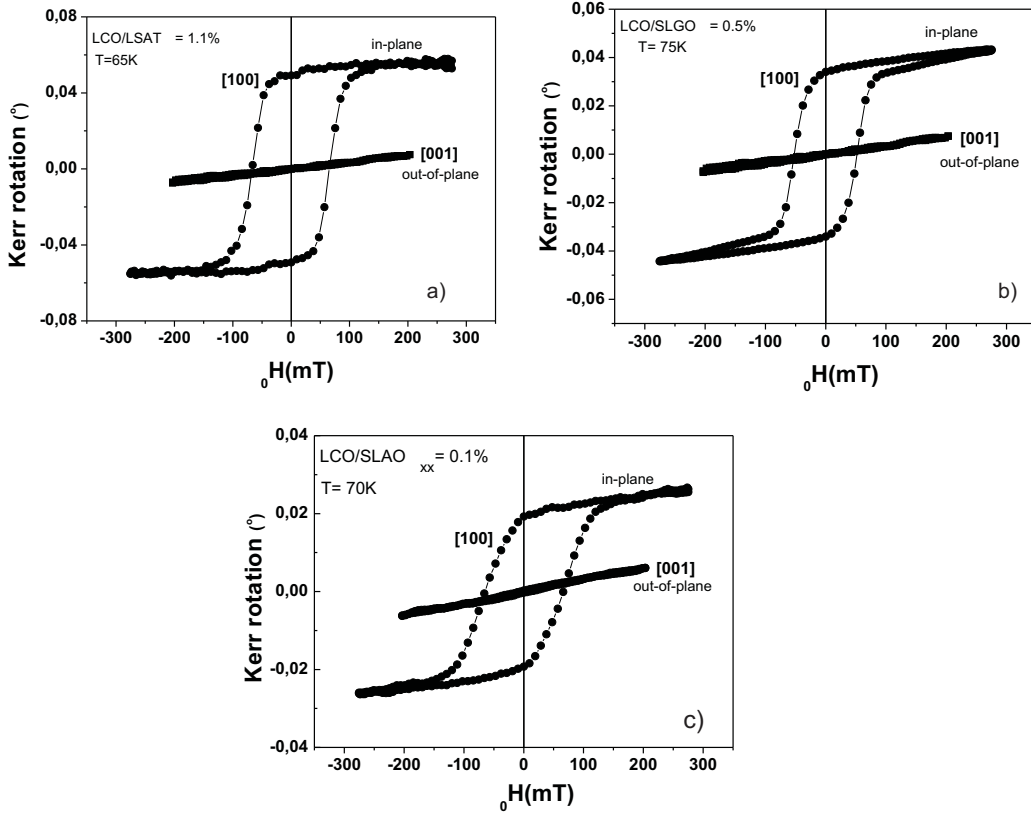 LCO/LSAT = 1.1%
T=65K
in-plane
[100]
[001]
out-of-plane
Kerr rotation (°)
0,08
0,04
0,00
-0,04
-0,08
-300 -200 -100 0 100 200 300
₀H(mT)
a)
LCO/SLGO = 0.5%
T= 75K
in-plane
[100]
[001]
out-of-plane
Kerr rotation (°)
0,06
0,04
0,02
0,00
-0,02
-0,04
-0,06
-300 -200 -100 0 100 200 300
₀H(mT)
b)
LCO/SLAO xx = 0.1%
T= 70K
in-plane
[100]
[001]
out-of-plane
Kerr rotation (°)
0,04
0,02
0,00
-0,02
-0,04
-300 -200 -100 0 100 200 300
₀H(mT)
c)